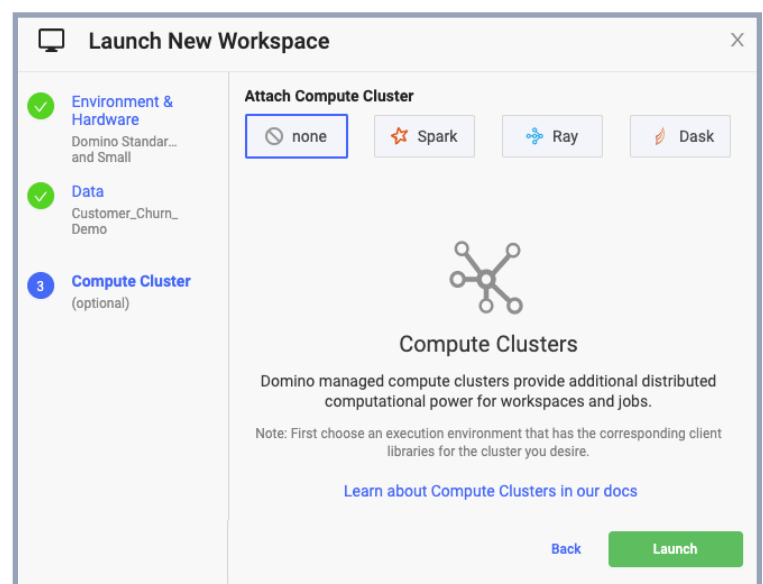 Launch New Workspace
X
Environment &
Hardware
Domino Standar...
and Small
Data
Customer_Churn_
Demo
3
Compute Cluster
(optional)
Attach Compute Cluster
none
Spark
Ray
Dask
Compute Clusters
Domino managed compute clusters provide additional distributed
computational power for workspaces and jobs.
Note: First choose an execution environment that has the corresponding client
libraries for the cluster you desire.
Learn about Compute Clusters in our docs
Back
Launch